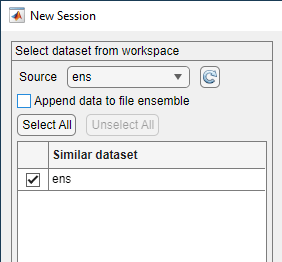 New Session
Select dataset from workspace
Source ens
Append data to file ensemble
Select All Unselect All
Similar dataset
ens